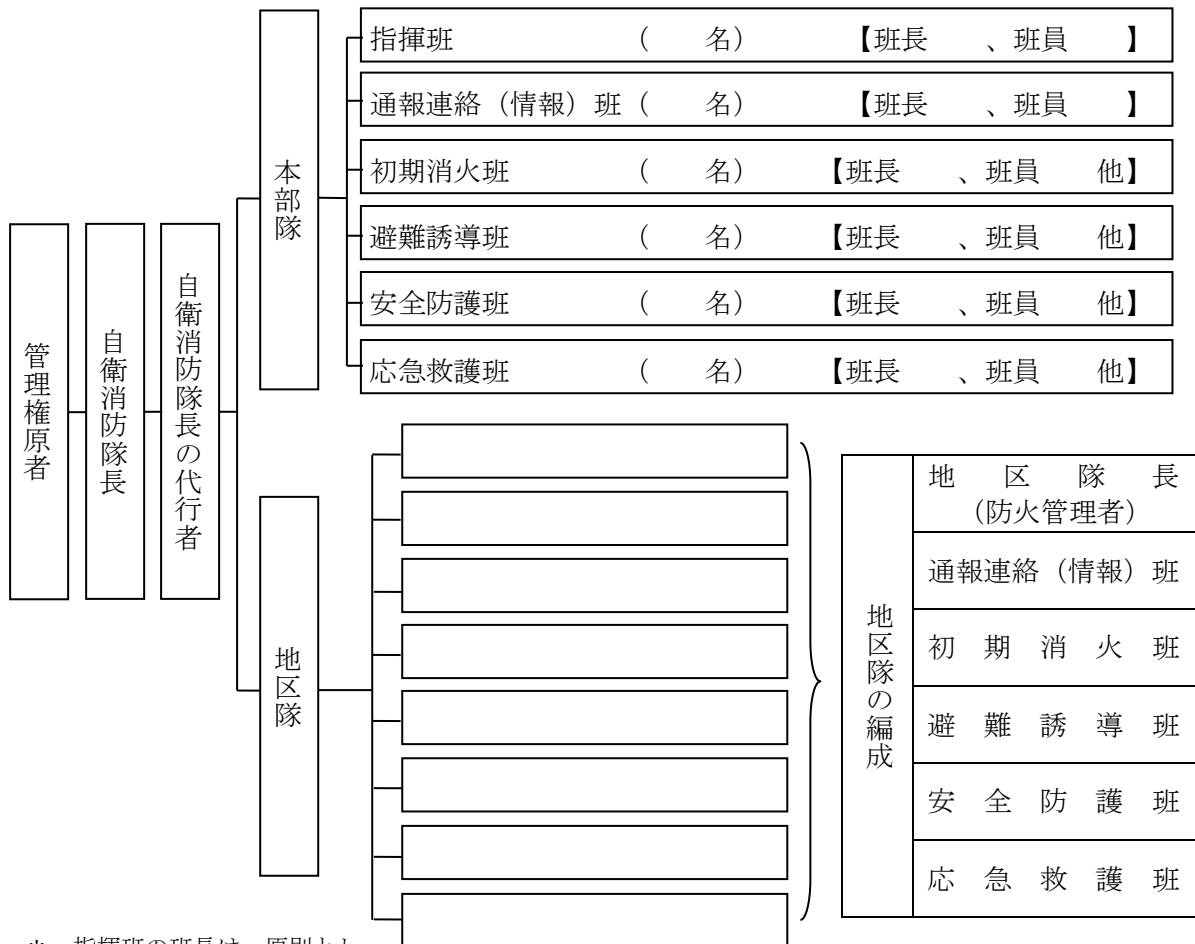 管理権原者
自衛消防隊長
自衛消防隊長の代行者
本部隊
指揮班 （ 名） 【班長 、班員 】
通報連絡（情報）班（ 名） 【班長 、班員 】
初期消火班 （ 名） 【班長 、班員 他】
避難誘導班 （ 名） 【班長 、班員 他】
安全防護班 （ 名） 【班長 、班員 他】
応急救護班 （ 名） 【班長 、班員 他】
地区隊
地区隊の編成
地区隊長
（防火管理者）
通報連絡（情報）班
初期消火班
避難誘導班
安全防護班
応急救護班
＊ 指揮班の班長は、原則とし